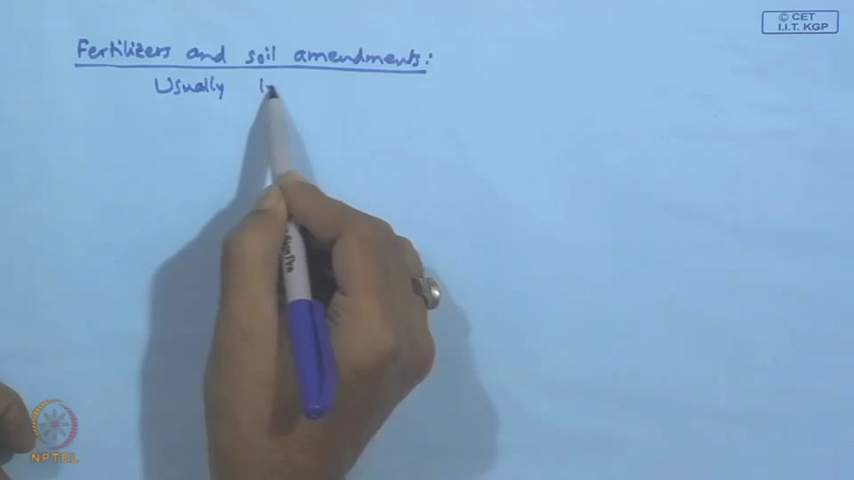 © CET
I.I.T. KGP
Fertilizers and soil amendments:
Usually
NPTEL